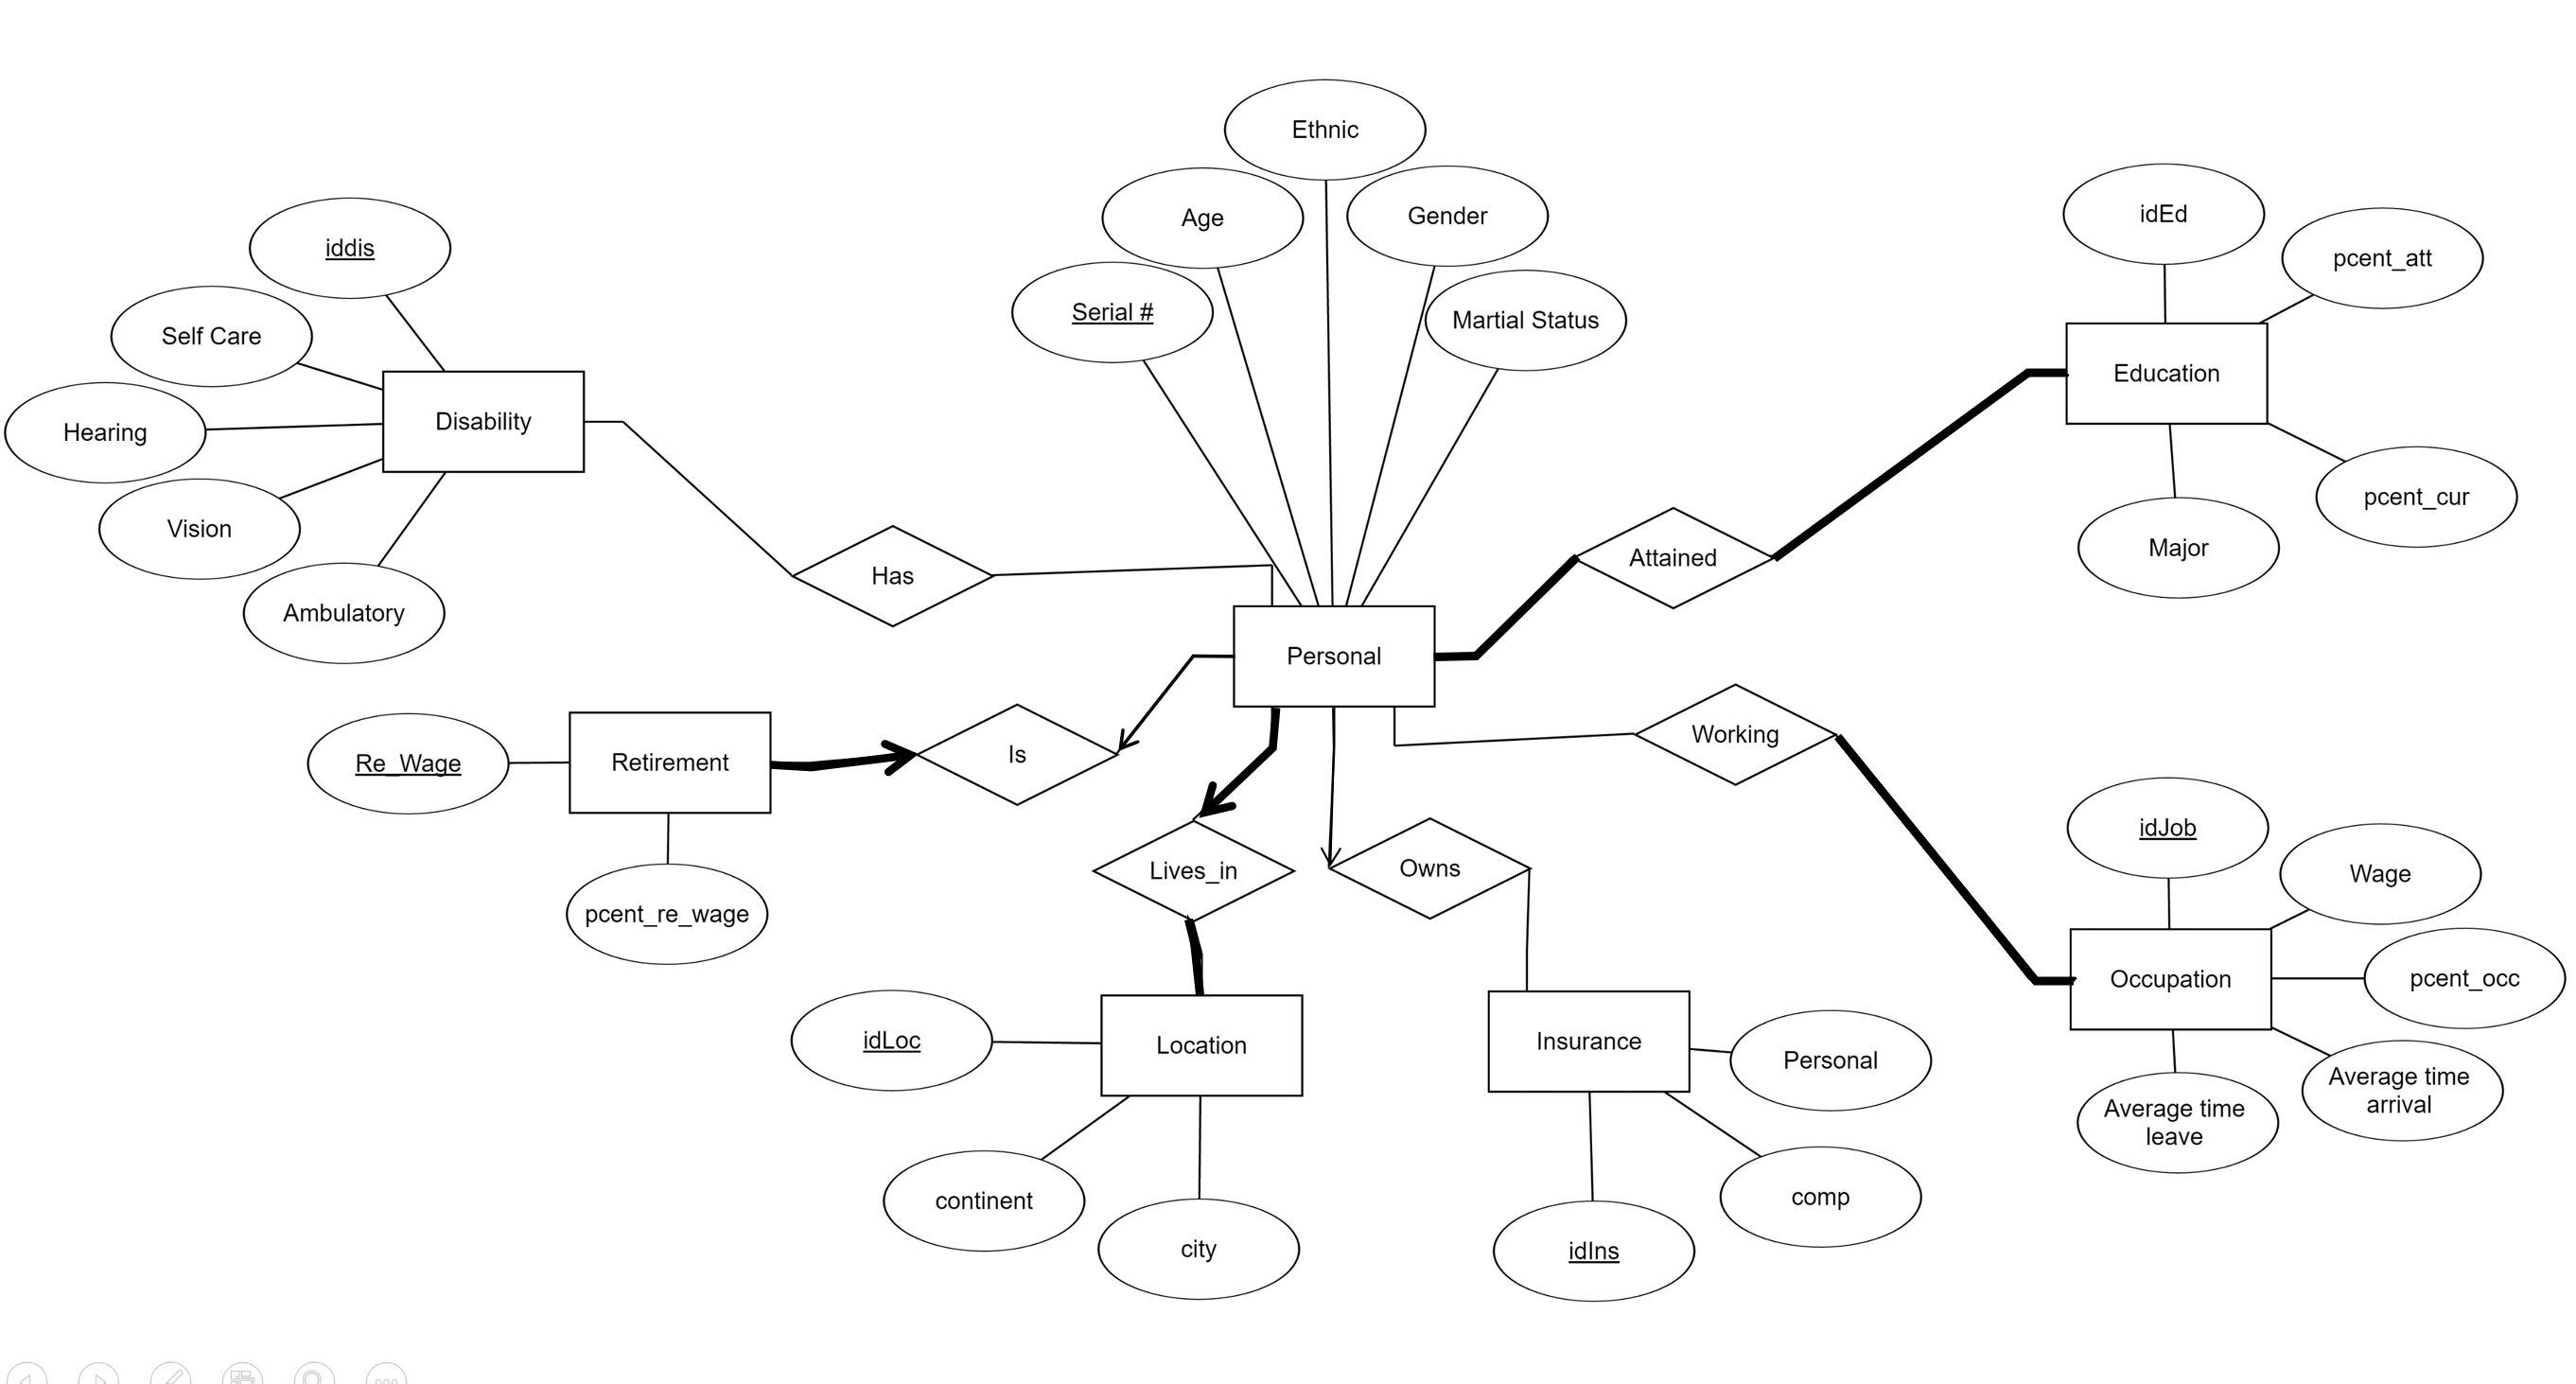 Ethnic
Age
Gender
Serial #
Martial Status
iddis
Self Care
Hearing
Vision
Ambulatory
Disability
Has
Personal
Attained
idEd
pcent_att
Education
pcent_cur
Major
Re_Wage
Retirement
pcent_re_wage
Is
Lives_in
Owns
Working
idJob
Wage
Occupation
pcent_occ
Average time
arrival
Average time
leave
idLoc
Location
continent
city
Insurance
Personal
comp
idIns